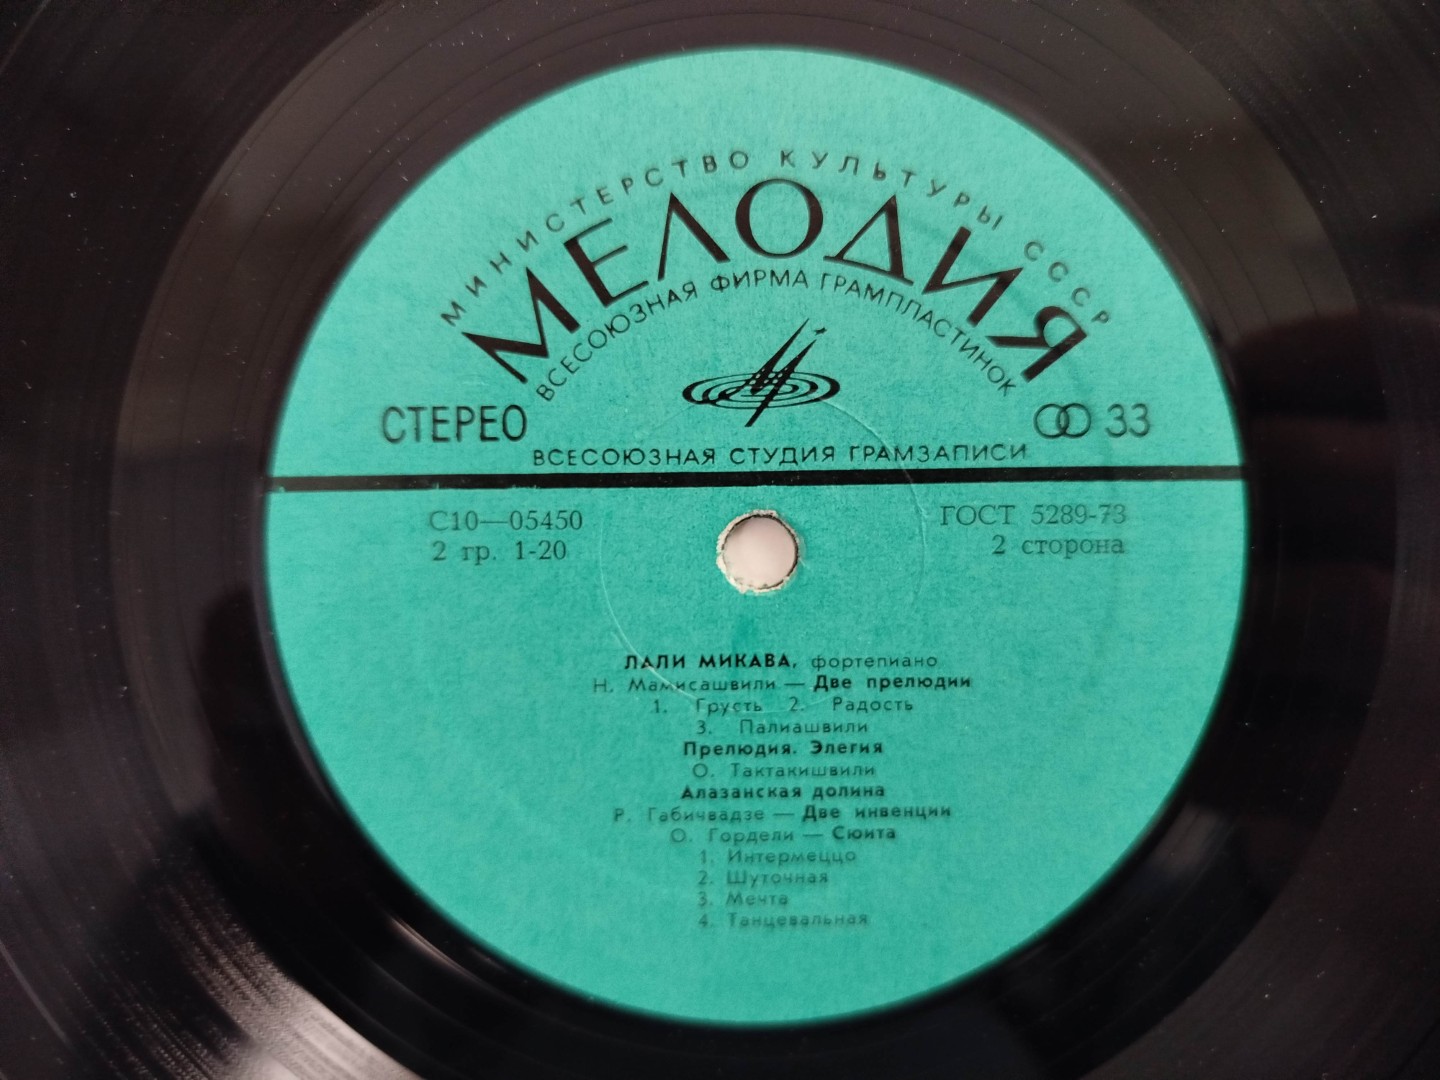 МИНИСТЕРСТВО КУЛЬТУРЫ СССР
МЕЛОДИЯ
ВСЕСОЮЗНАЯ ФИРМА ГРАМПЛАСТИНОК
СТЕРЕО
33
ВСЕСОЮЗНАЯ СТУДИЯ ГРАМЗАПИСИ
С10—05450
ГОСТ 5289-73
2 гр. 1-20
2 сторона
ЛАЛИ МИКАВА, фортепиано
Н. Мамисашвили — Две прелюдии
1. Грусть 2. Радость
З. Палиашвили
Прелюдия. Элегия
О. Тактакишвили
Алазанская долина
Р. Габичвадзе — Две инвенции
О. Гордели — Сюита
1. Интермеццо
2. Шуточная
3. Мечта
4. Танцевальная